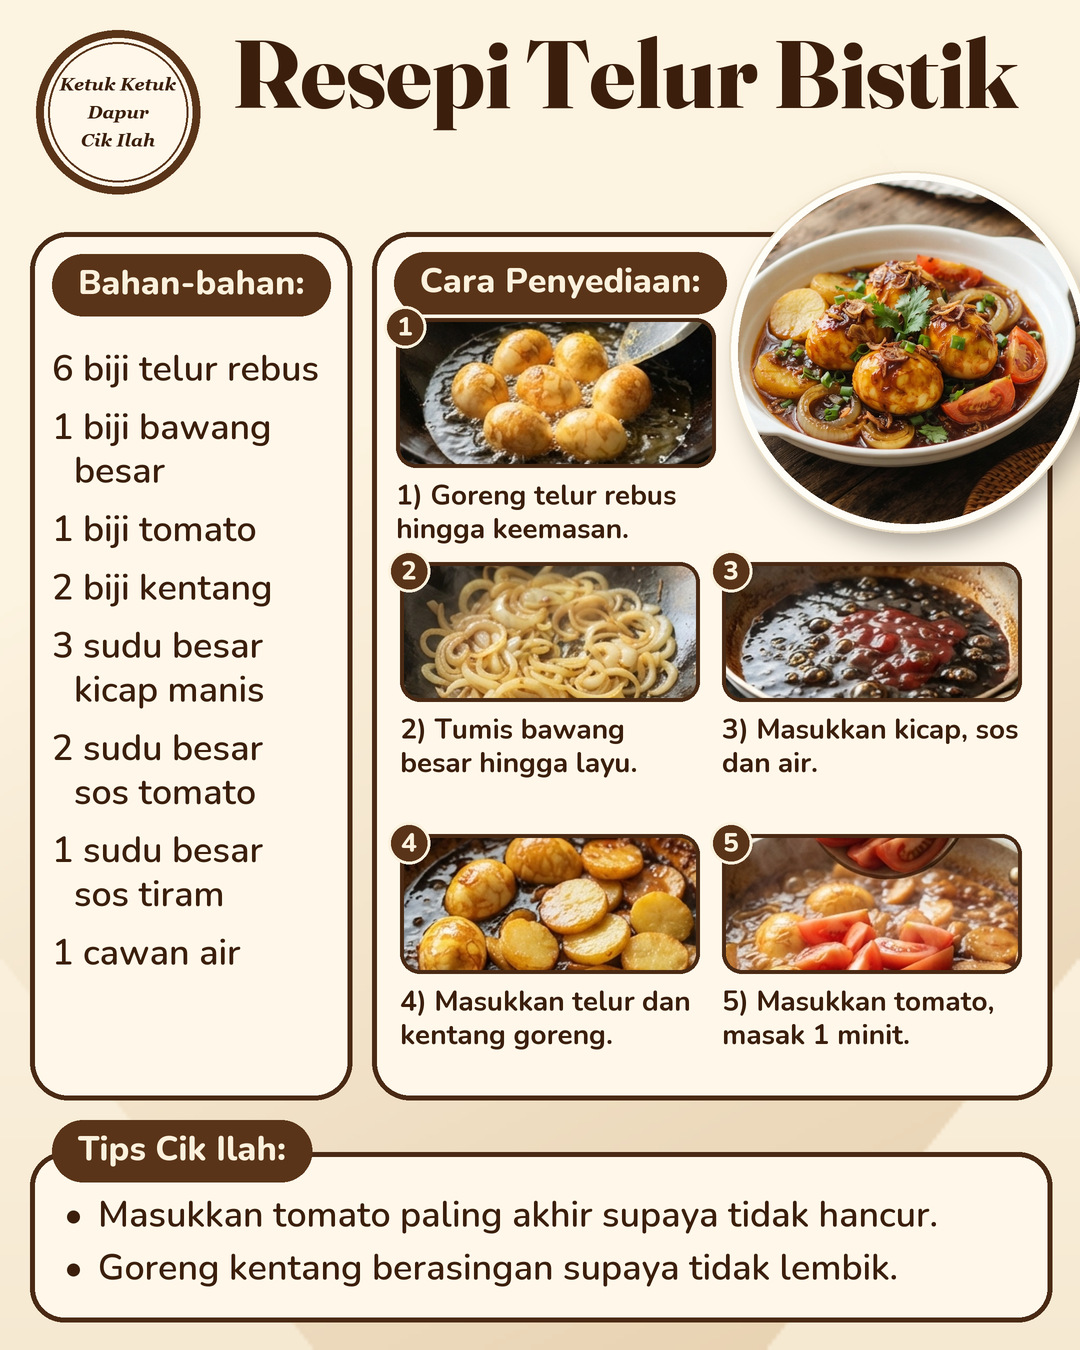 Ketuk Ketuk
Dapur
Cik Ilah
Resepi Telur Bistik
Bahan-bahan:
6 biji telur rebus
1 biji bawang
besar
1 biji tomato
2 biji kentang
3 sudu besar
kicap manis
2 sudu besar
sos tomato
1 sudu besar
sos tiram
1 cawan air
Cara Penyediaan:
1
1) Goreng telur rebus
hingga keemasan.
2
2) Tumis bawang
besar hingga layu.
3
3) Masukkan kicap, sos
dan air.
4
4) Masukkan telur dan
kentang goreng.
5
5) Masukkan tomato,
masak 1 minit.
Tips Cik Ilah:
• Masukkan tomato paling akhir supaya tidak hancur.
• Goreng kentang berasingan supaya tidak lembik.